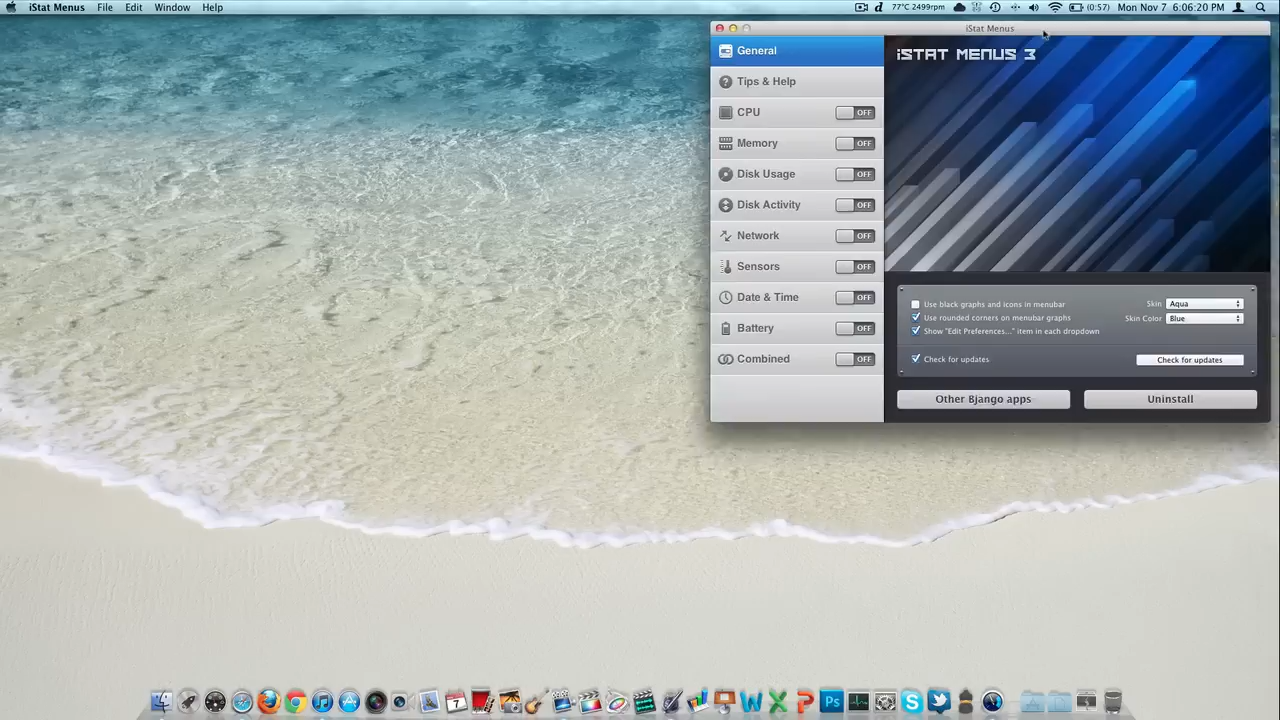 iStat Menus File Edit Window Help
77°C 2499rpm (0:57) Mon Nov 7 6:06:20 PM
iStat Menus
General
iSTAT MENUS 3
Tips & Help
CPU OFF
Memory OFF
Disk Usage OFF
Disk Activity OFF
Network OFF
Sensors OFF
Date & Time OFF
Battery OFF
Combined OFF
Use black graphs and icons in menubar
Skin Aqua
Use rounded corners on menubar graphs
Skin Color Blue
Show "Edit Preferences..." item in each dropdown
Check for updates
Check for updates
Other Bjango apps
Uninstall
7
Ps